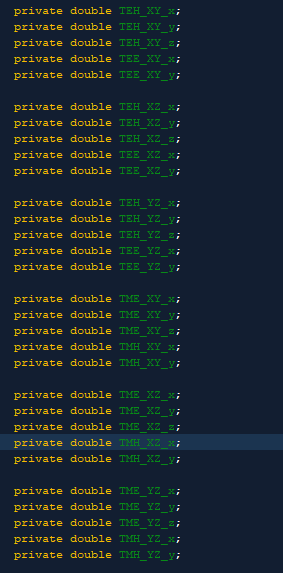 private double TEH_XY_x;
private double TEH_XY_y;
private double TEH_XY_z;
private double TEE_XY_x;
private double TEE_XY_y;
private double TEH_XZ_x;
private double TEH_XZ_y;
private double TEH_XZ_z;
private double TEE_XZ_x;
private double TEE_XZ_y;
private double TEH_YZ_x;
private double TEH_YZ_y;
private double TEH_YZ_z;
private double TEE_YZ_x;
private double TEE_YZ_y;
private double TME_XY_x;
private double TME_XY_y;
private double TME_XY_z;
private double TMH_XY_x;
private double TMH_XY_y;
private double TME_XZ_x;
private double TME_XZ_y;
private double TME_XZ_z;
private double TMH_XZ_x;
private double TMH_XZ_y;
private double TME_YZ_x;
private double TME_YZ_y;
private double TME_YZ_z;
private double TMH_YZ_x;
private double TMH_YZ_y;